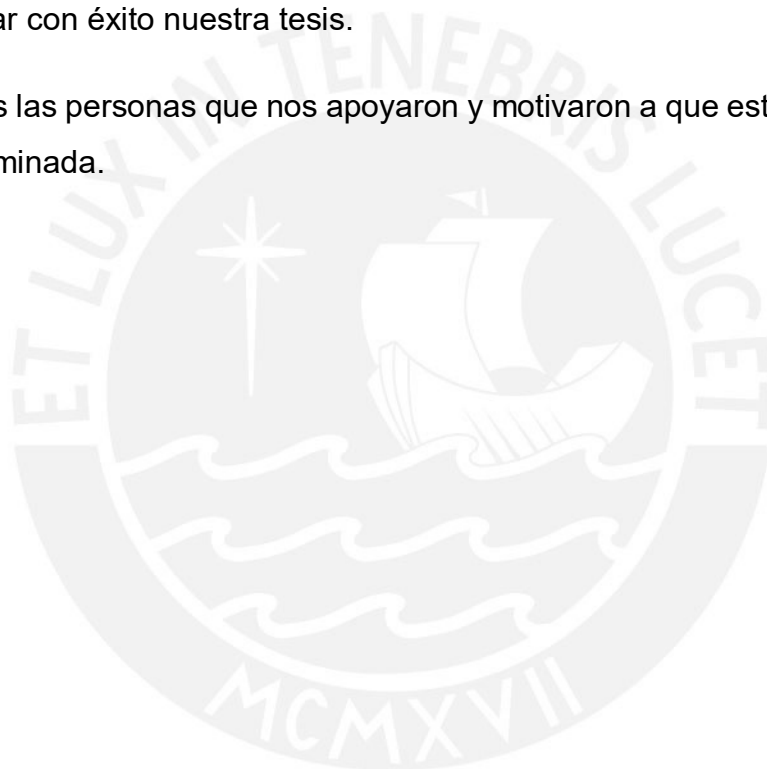 ar con éxito nuestra tesis.
s las personas que nos apoyaron y motivaron a que est
minada.
ET LUX IN TENEBRIS LUCET
MCMXVII